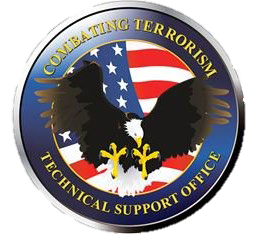 COMBATING TERRORISM
TECHNICAL SUPPORT OFFICE